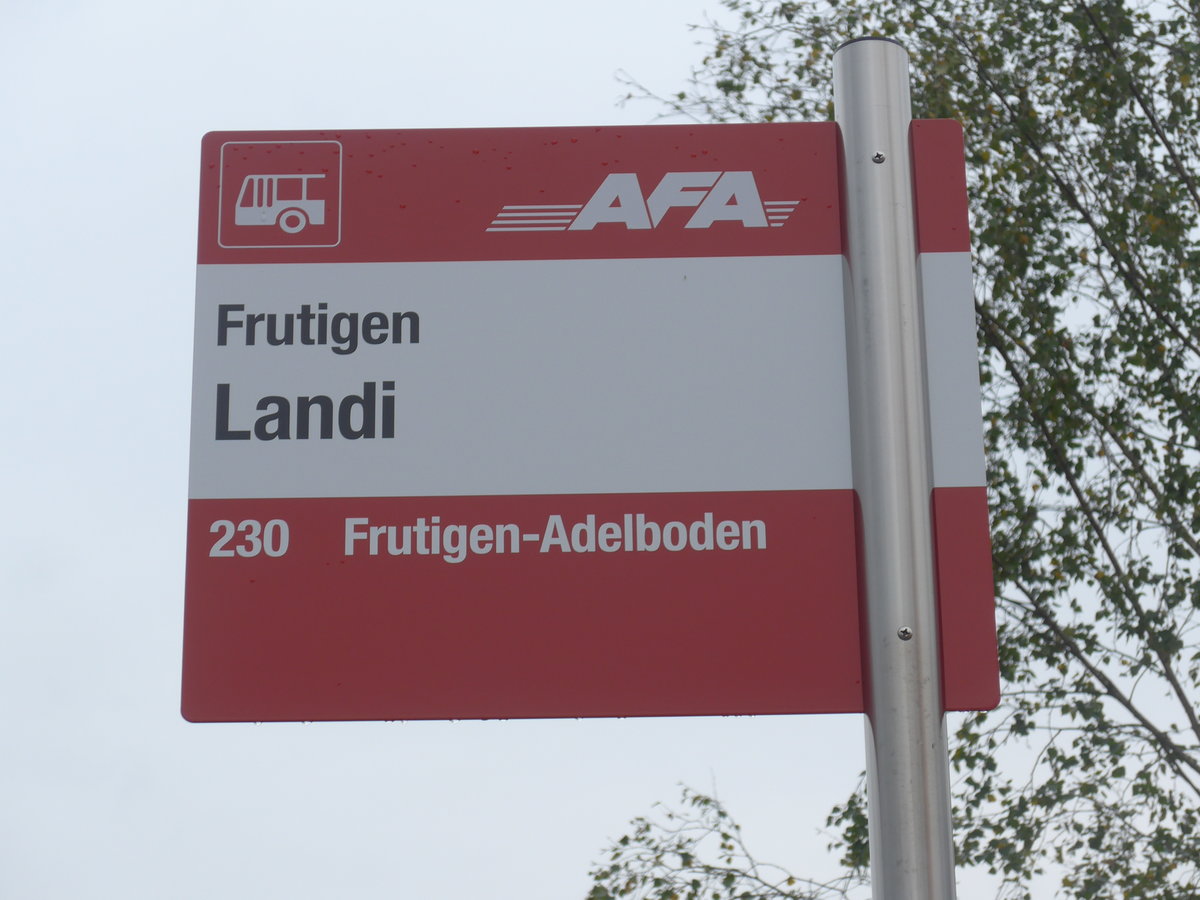 AFA
Frutigen
Landi
230 Frutigen-Adelboden